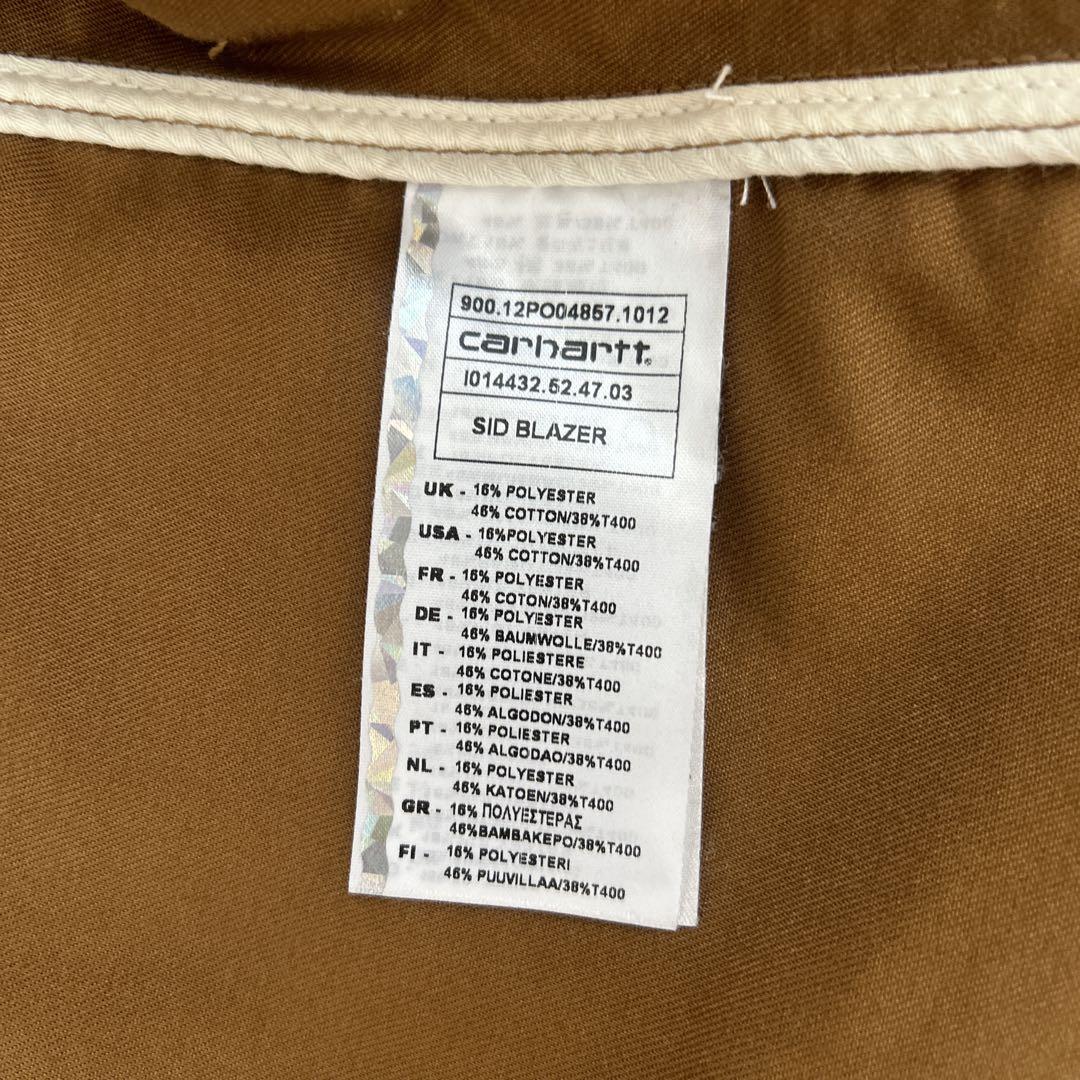 900.12PO04857.1012
carhartt®
I014432.52.47.03
SID BLAZER
UK - 16% POLYESTER
46% COTTON/38%T400
USA - 16%POLYESTER
46% COTTON/38%T400
FR - 16% POLYESTER
46% COTON/38%T400
DE - 16% POLYESTER
46% BAUMWOLLE/38%T400
IT - 16% POLIESTERE
46% COTONE/38%T400
ES - 16% POLIESTER
46% ALGODON/38%T400
PT - 16% POLIESTER
46% ALGODAO/38%T400
NL - 16% POLYESTER
46% KATOEN/38%T400
GR - 16% ΠΟΛΥΕΣΤΕΡΑΣ
46%ΒΑΜΒΑΚΕΡΟ/38%T400
FI - 16% POLYESTERI
46% PUUVILLAA/38%T400